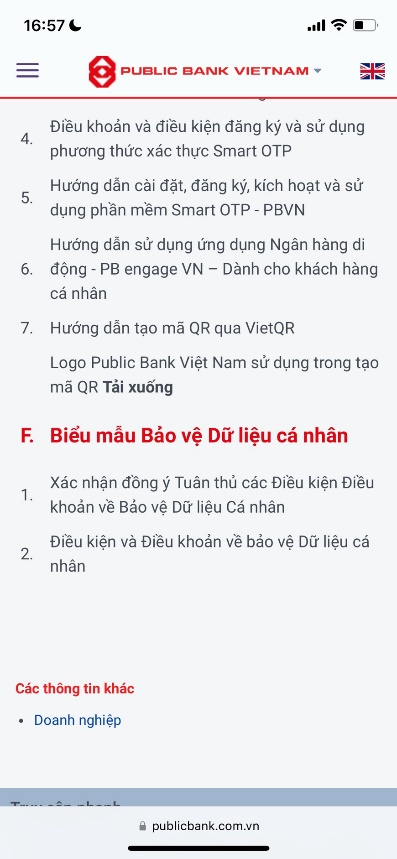 16:57
PUBLIC BANK VIETNAM
4. Điều khoản và điều kiện đăng ký và sử dụng
phương thức xác thực Smart OTP
5. Hướng dẫn cài đặt, đăng ký, kích hoạt và sử
dụng phần mềm Smart OTP - PBVN
Hướng dẫn sử dụng ứng dụng Ngân hàng di
6. động - PB engage VN – Dành cho khách hàng
cá nhân
7. Hướng dẫn tạo mã QR qua VietQR
Logo Public Bank Việt Nam sử dụng trong tạo
mã QR Tải xuống
F. Biểu mẫu Bảo vệ Dữ liệu cá nhân
1. Xác nhận đồng ý Tuân thủ các Điều kiện Điều
khoản về Bảo vệ Dữ liệu Cá nhân
2. Điều kiện và Điều khoản về bảo vệ Dữ liệu cá
nhân
Các thông tin khác
• Doanh nghiệp
Truy cập nhanh
publicbank.com.vn